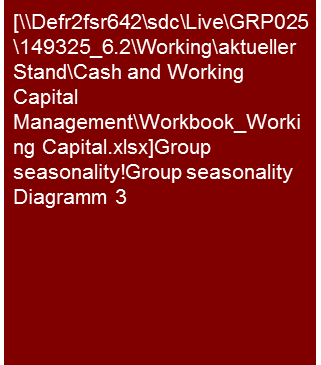 [\\Defr2fsr642\sdc\Live\GRP025
\149325_6.2\Working\aktueller
Stand\Cash and Working
Capital
Management\Workbook_Worki
ng Capital.xlsx]Group
seasonality!Group seasonality
Diagramm 3